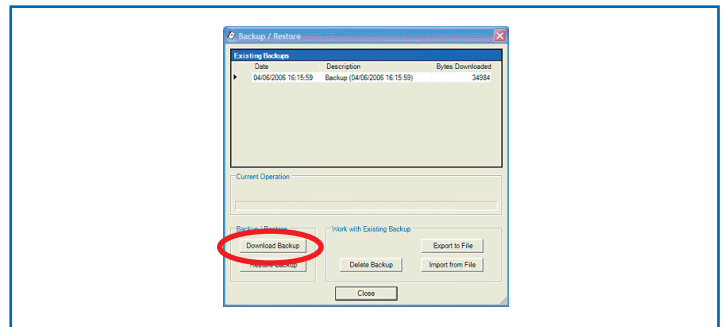 Backup / Restore
Existing Backups
Date Description Bytes Downloaded
04/06/2006 16:15:59 Backup (04/06/2006 16:15:59) 34984
Current Operation
Backup / Restore Work with Existing Backup
Download Backup Export to File
Restore Backup Delete Backup Import from File
Close